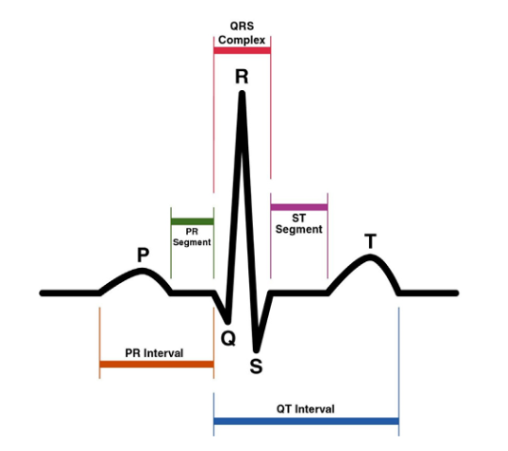 QRS
Complex
R
PR
Segment
ST
Segment
P
T
Q
S
PR Interval
QT Interval